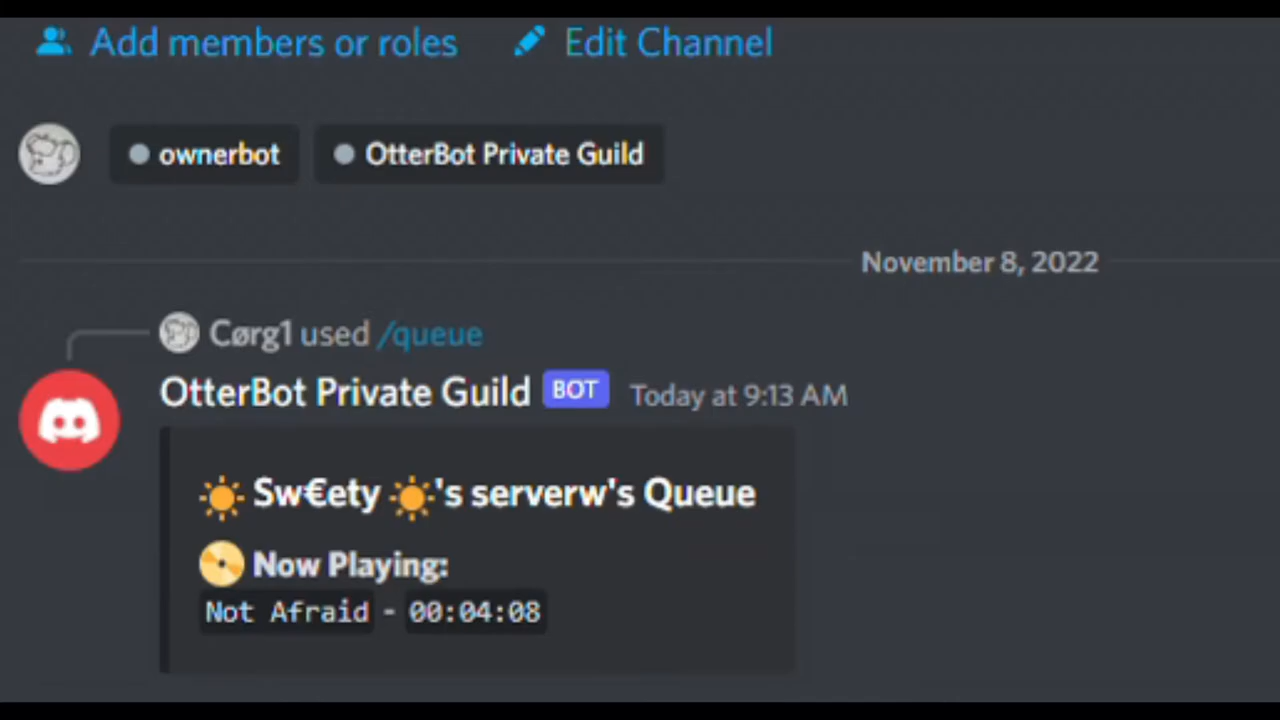 Add members or roles Edit Channel
ownerbot OtterBot Private Guild
November 8, 2022
Cørg1 used /queue
OtterBot Private Guild BOT Today at 9:13 AM
Sw€ety 's serverw's Queue
Now Playing:
Not Afraid - 00:04:08